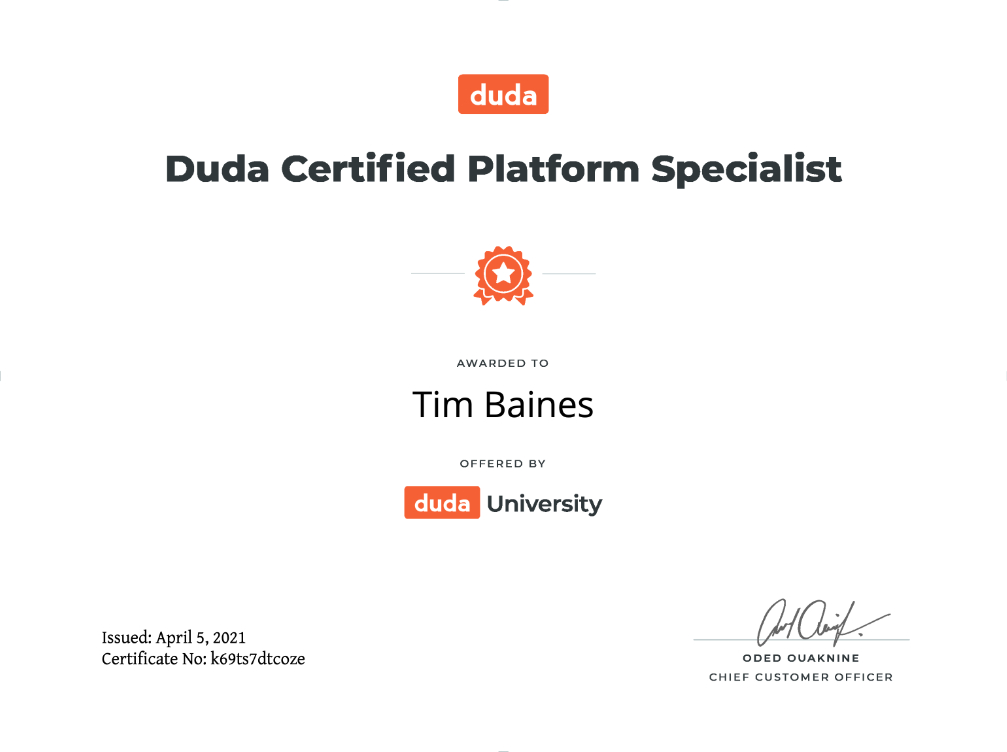 duda
Duda Certified Platform Specialist
AWARDED TO
Tim Baines
OFFERED BY
duda University
Issued: April 5, 2021
Certificate No: k69ts7dtcoze
ODED OUAKNINE
CHIEF CUSTOMER OFFICER